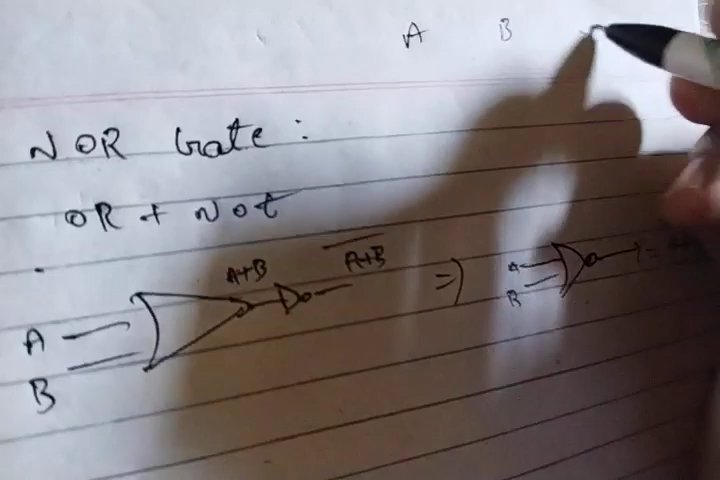 A B
NOR Gate:
OR + Not
A+B A+B =)
A
B
A
B